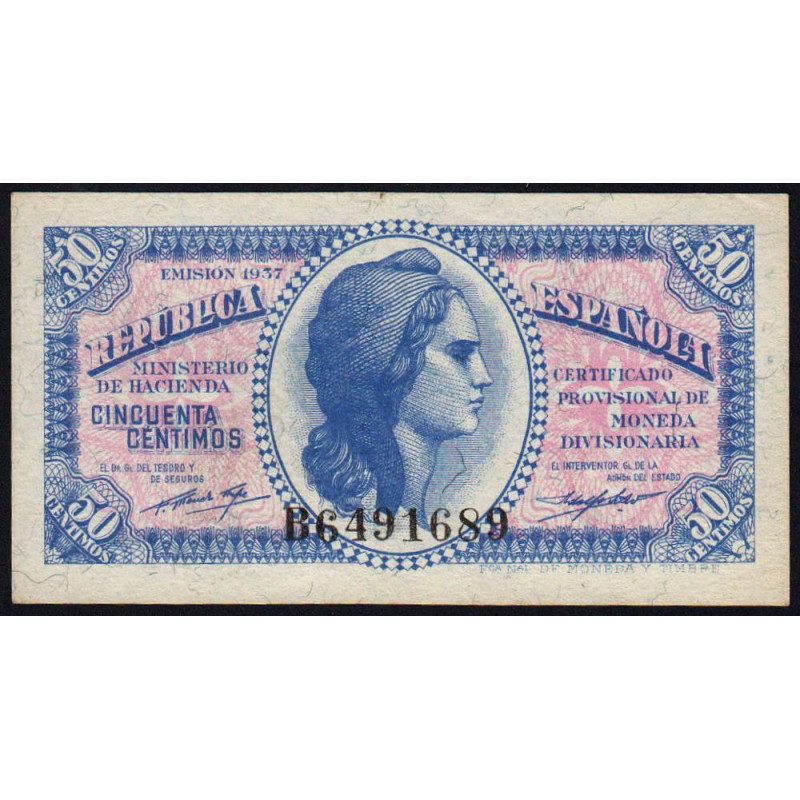 50 CENTIMOS
50 CENTIMOS
EMISIÓN 1937
REPÚBLICA ESPAÑOLA
MINISTERIO
DE HACIENDA
CINCUENTA
CENTIMOS
EL DR. GL. DEL TESORO Y
DE SEGUROS
CERTIFICADO
PROVISIONAL DE
MONEDA
DIVISIONARIA
EL INTERVENTOR GL. DE LA
ADMÓN DEL ESTADO
50 CENTIMOS
50 CENTIMOS
B6491689
FCA. NAL. DE MONEDA Y TIMBRE